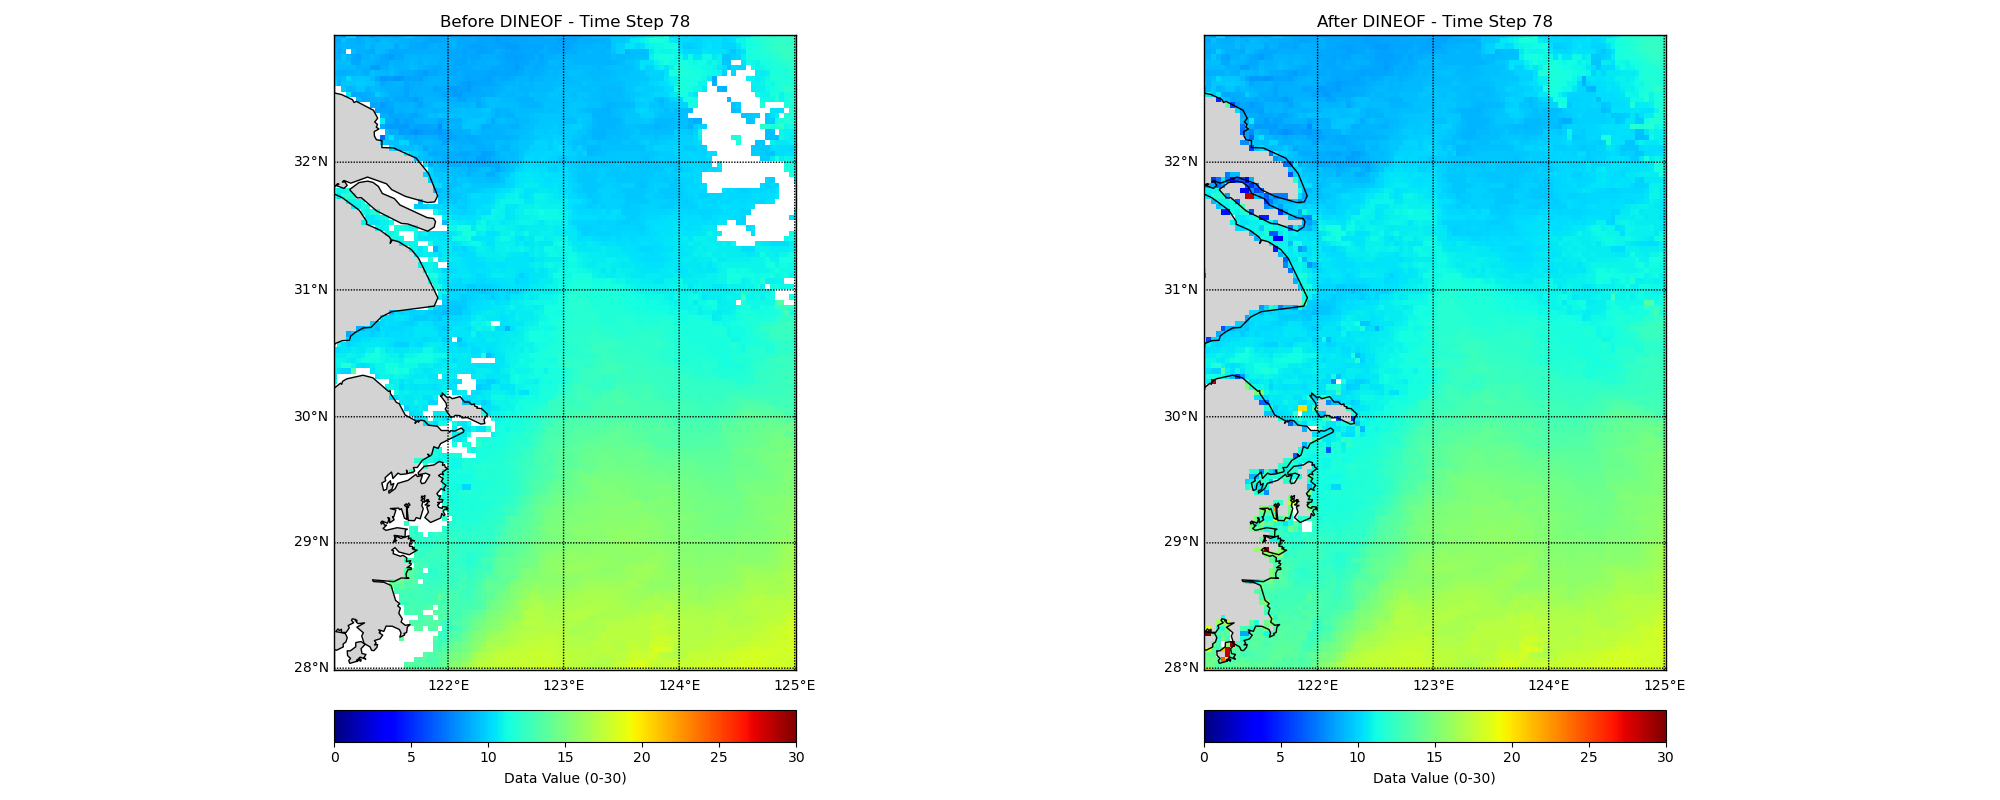 Before DINEOF - Time Step 78
After DINEOF - Time Step 78
32°N
31°N
30°N
29°N
28°N
122°E 123°E 124°E 125°E
0 5 10 15 20 25 30
Data Value (0-30)
32°N
31°N
30°N
29°N
28°N
122°E 123°E 124°E 125°E
0 5 10 15 20 25 30
Data Value (0-30)